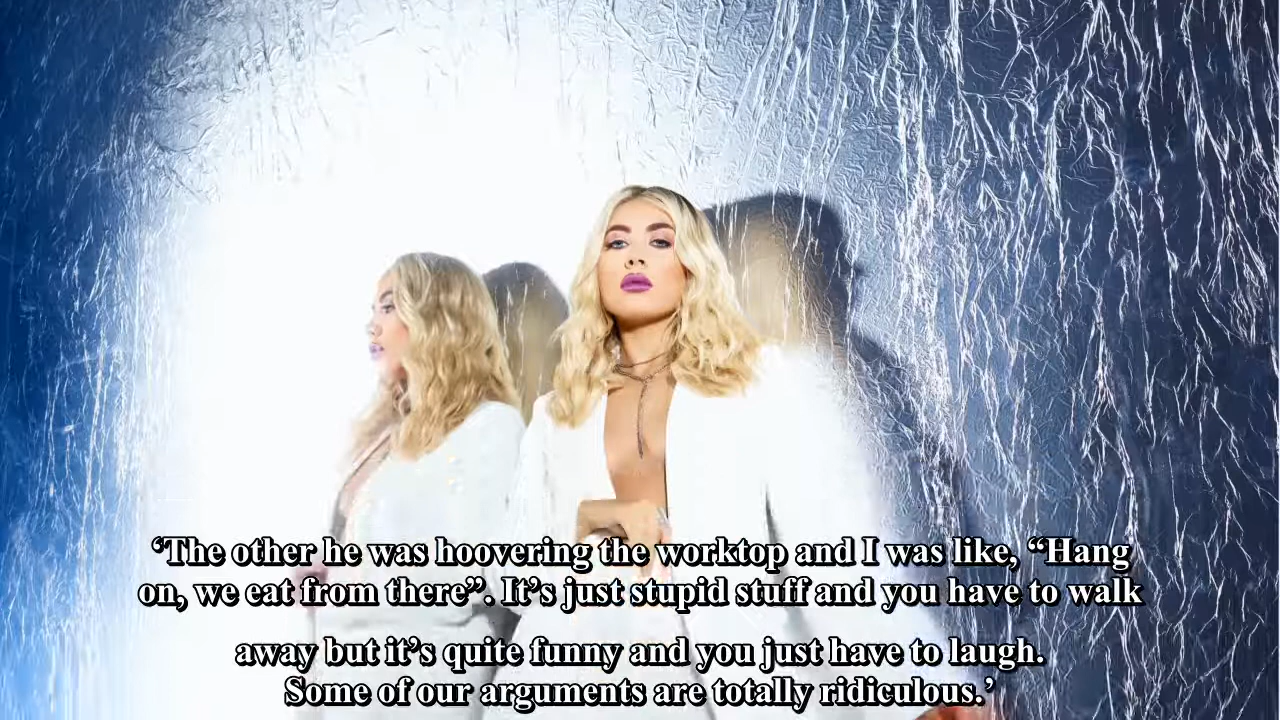 ‘The other he was hoovering the worktop and I was like, “Hang
on, we eat from there”. It’s just stupid stuff and you have to walk
away but it’s quite funny and you just have to laugh.
Some of our arguments are totally ridiculous.’